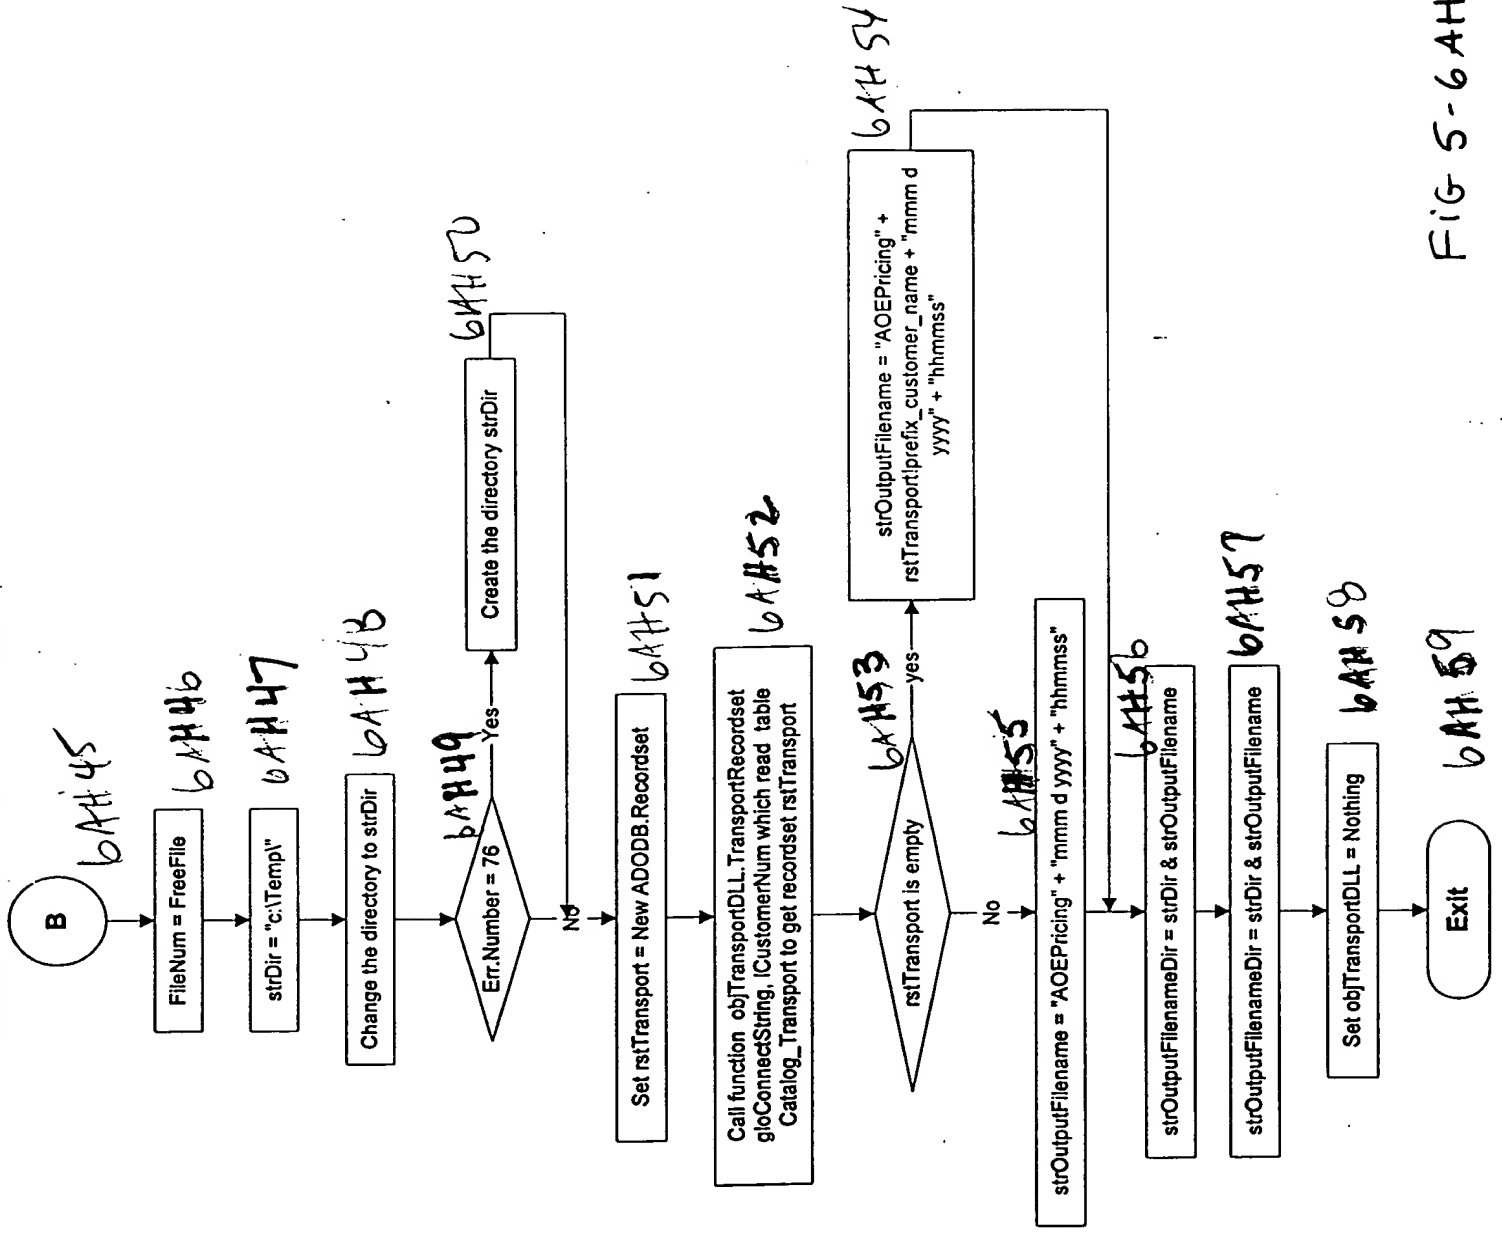 B
6AH45
FileNum = FreeFile
6AH46
strDir = "c:\Temp\"
6AH47
Change the directory to strDir
6AH48
Err.Number = 76
6AH49
Yes
Create the directory strDir
6AH50
No
Set rstTransport = New ADODB.Recordset
6AH51
Call function objTransportDLL.TransportRecordset
gloConnectString, lCustomerNum which read table
Catalog_Transport to get recordset rstTransport
6AH52
rstTransport is empty
6AH53
yes
strOutputFilename = "AOEPricing" +
rstTransport!prefix_customer_name + "mmm d
yyyy" + "hhmmss"
6AH54
No
strOutputFilename = "AOEPricing" + "mmm d yyyy" + "hhmmss"
6AH55
strOutputFilenameDir = strDir & strOutputFilename
6AH56
strOutputFilenameDir = strDir & strOutputFilename
6AH57
Set objTransportDLL = Nothing
6AH58
Exit
6AH59
FiG 5-6AH